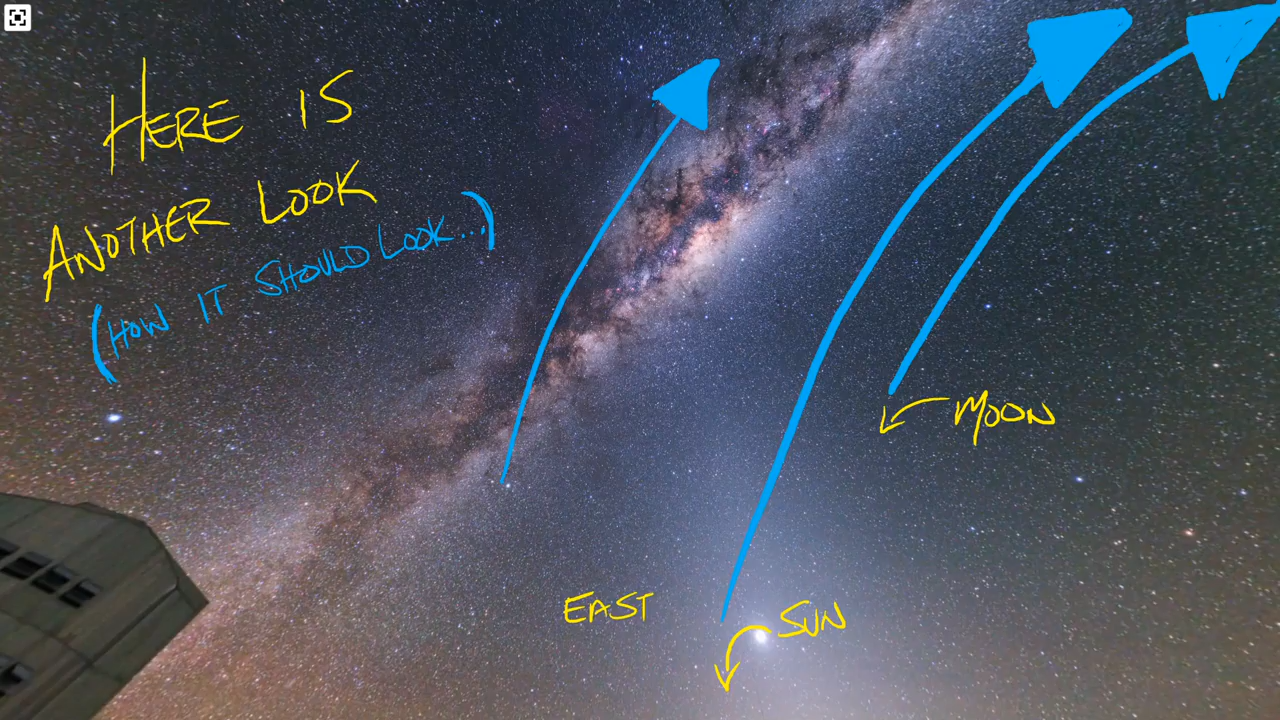 HERE IS
ANOTHER LOOK
(HOW IT SHOULD LOOK...)
MOON
EAST
SUN